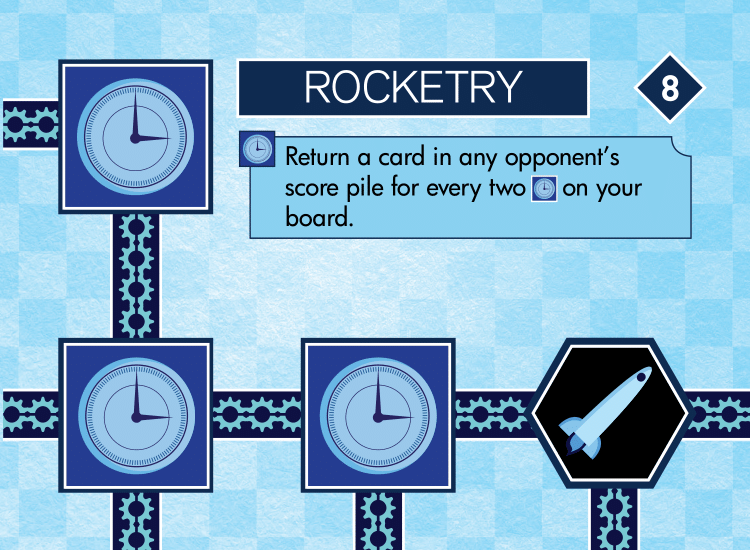 ROCKETRY
8
Return a card in any opponent's
score pile for every two on your
board.